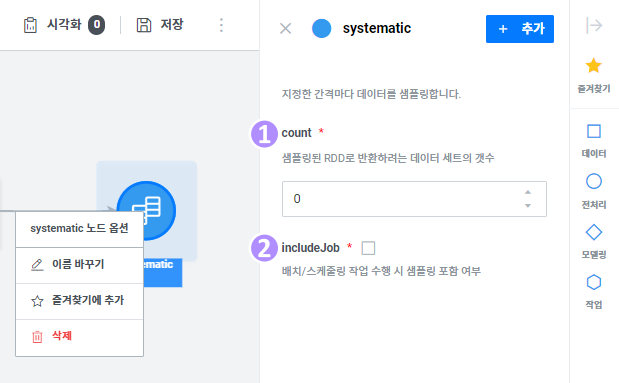 시각화 0 저장
systematic
+ 추가
지정한 간격마다 데이터를 샘플링합니다.
1 count *
샘플링된 RDD로 반환하려는 데이터 세트의 갯수
0
2 includeJob *
배치/스케줄링 작업 수행 시 샘플링 포함 여부
systematic 노드 옵션
이름 바꾸기
즐겨찾기에 추가
삭제
ematic
즐겨찾기
데이터
전처리
모델링
작업